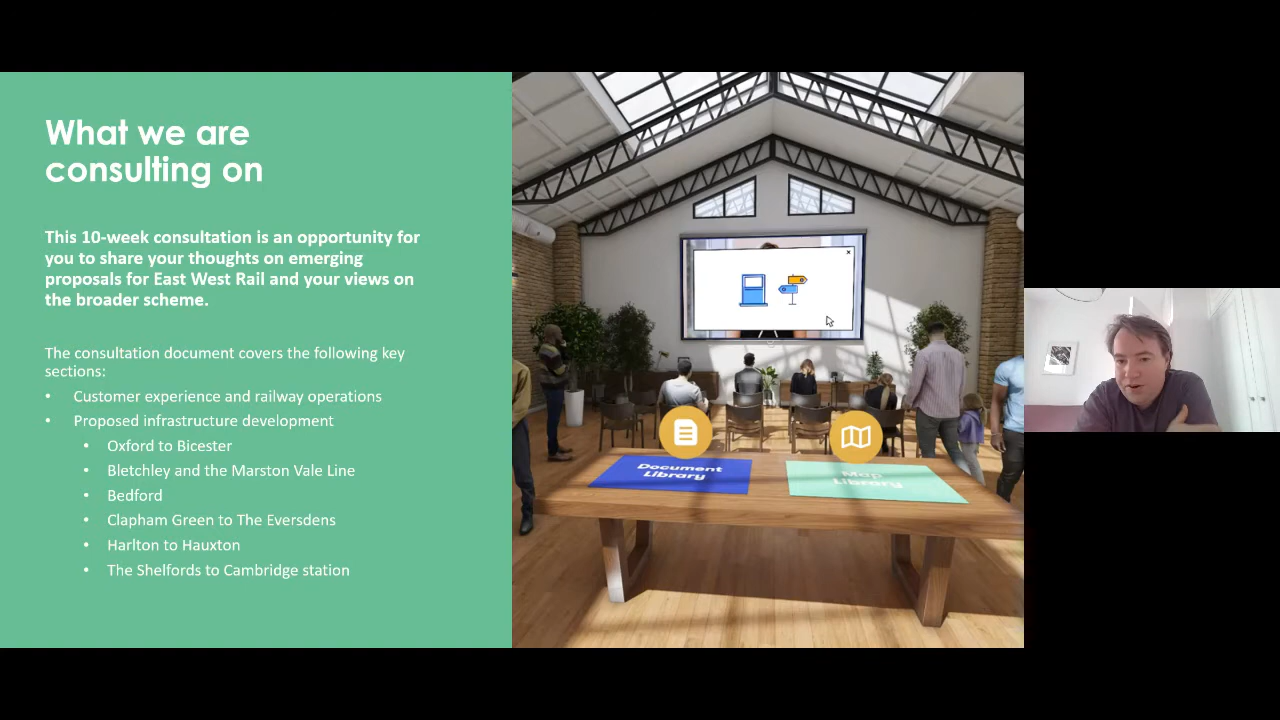 What we are
consulting on
This 10-week consultation is an opportunity for
you to share your thoughts on emerging
proposals for East West Rail and your views on
the broader scheme.
The consultation document covers the following key
sections:
• Customer experience and railway operations
• Proposed infrastructure development
• Oxford to Bicester
• Bletchley and the Marston Vale Line
• Bedford
• Clapham Green to The Eversdens
• Harlton to Hauxton
• The Shelfords to Cambridge station
Document
Library
Map
Library